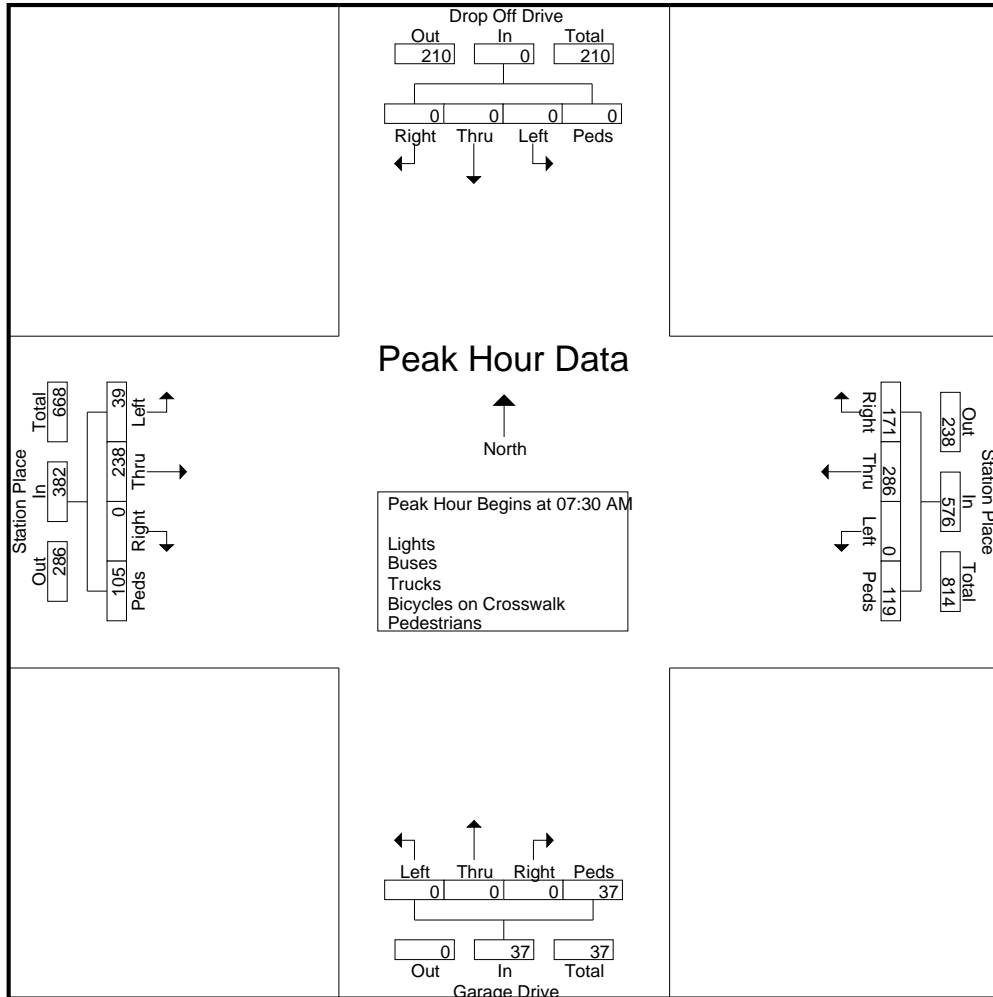 Drop Off Drive
Out In Total
210 0 210
0 0 0 0
Right Thru Left Peds
Peak Hour Data
North
Peak Hour Begins at 07:30 AM
Lights
Buses
Trucks
Bicycles on Crosswalk
Pedestrians
Station Place
Total In Out
668 382 286
39 238 0 105
Left Thru Right Peds
Right Thru Left Peds
171 286 0 119
Out In Total
238 576 814
Station Place
Left Thru Right Peds
0 0 0 37
0 37 37
Out In Total
Garage Drive